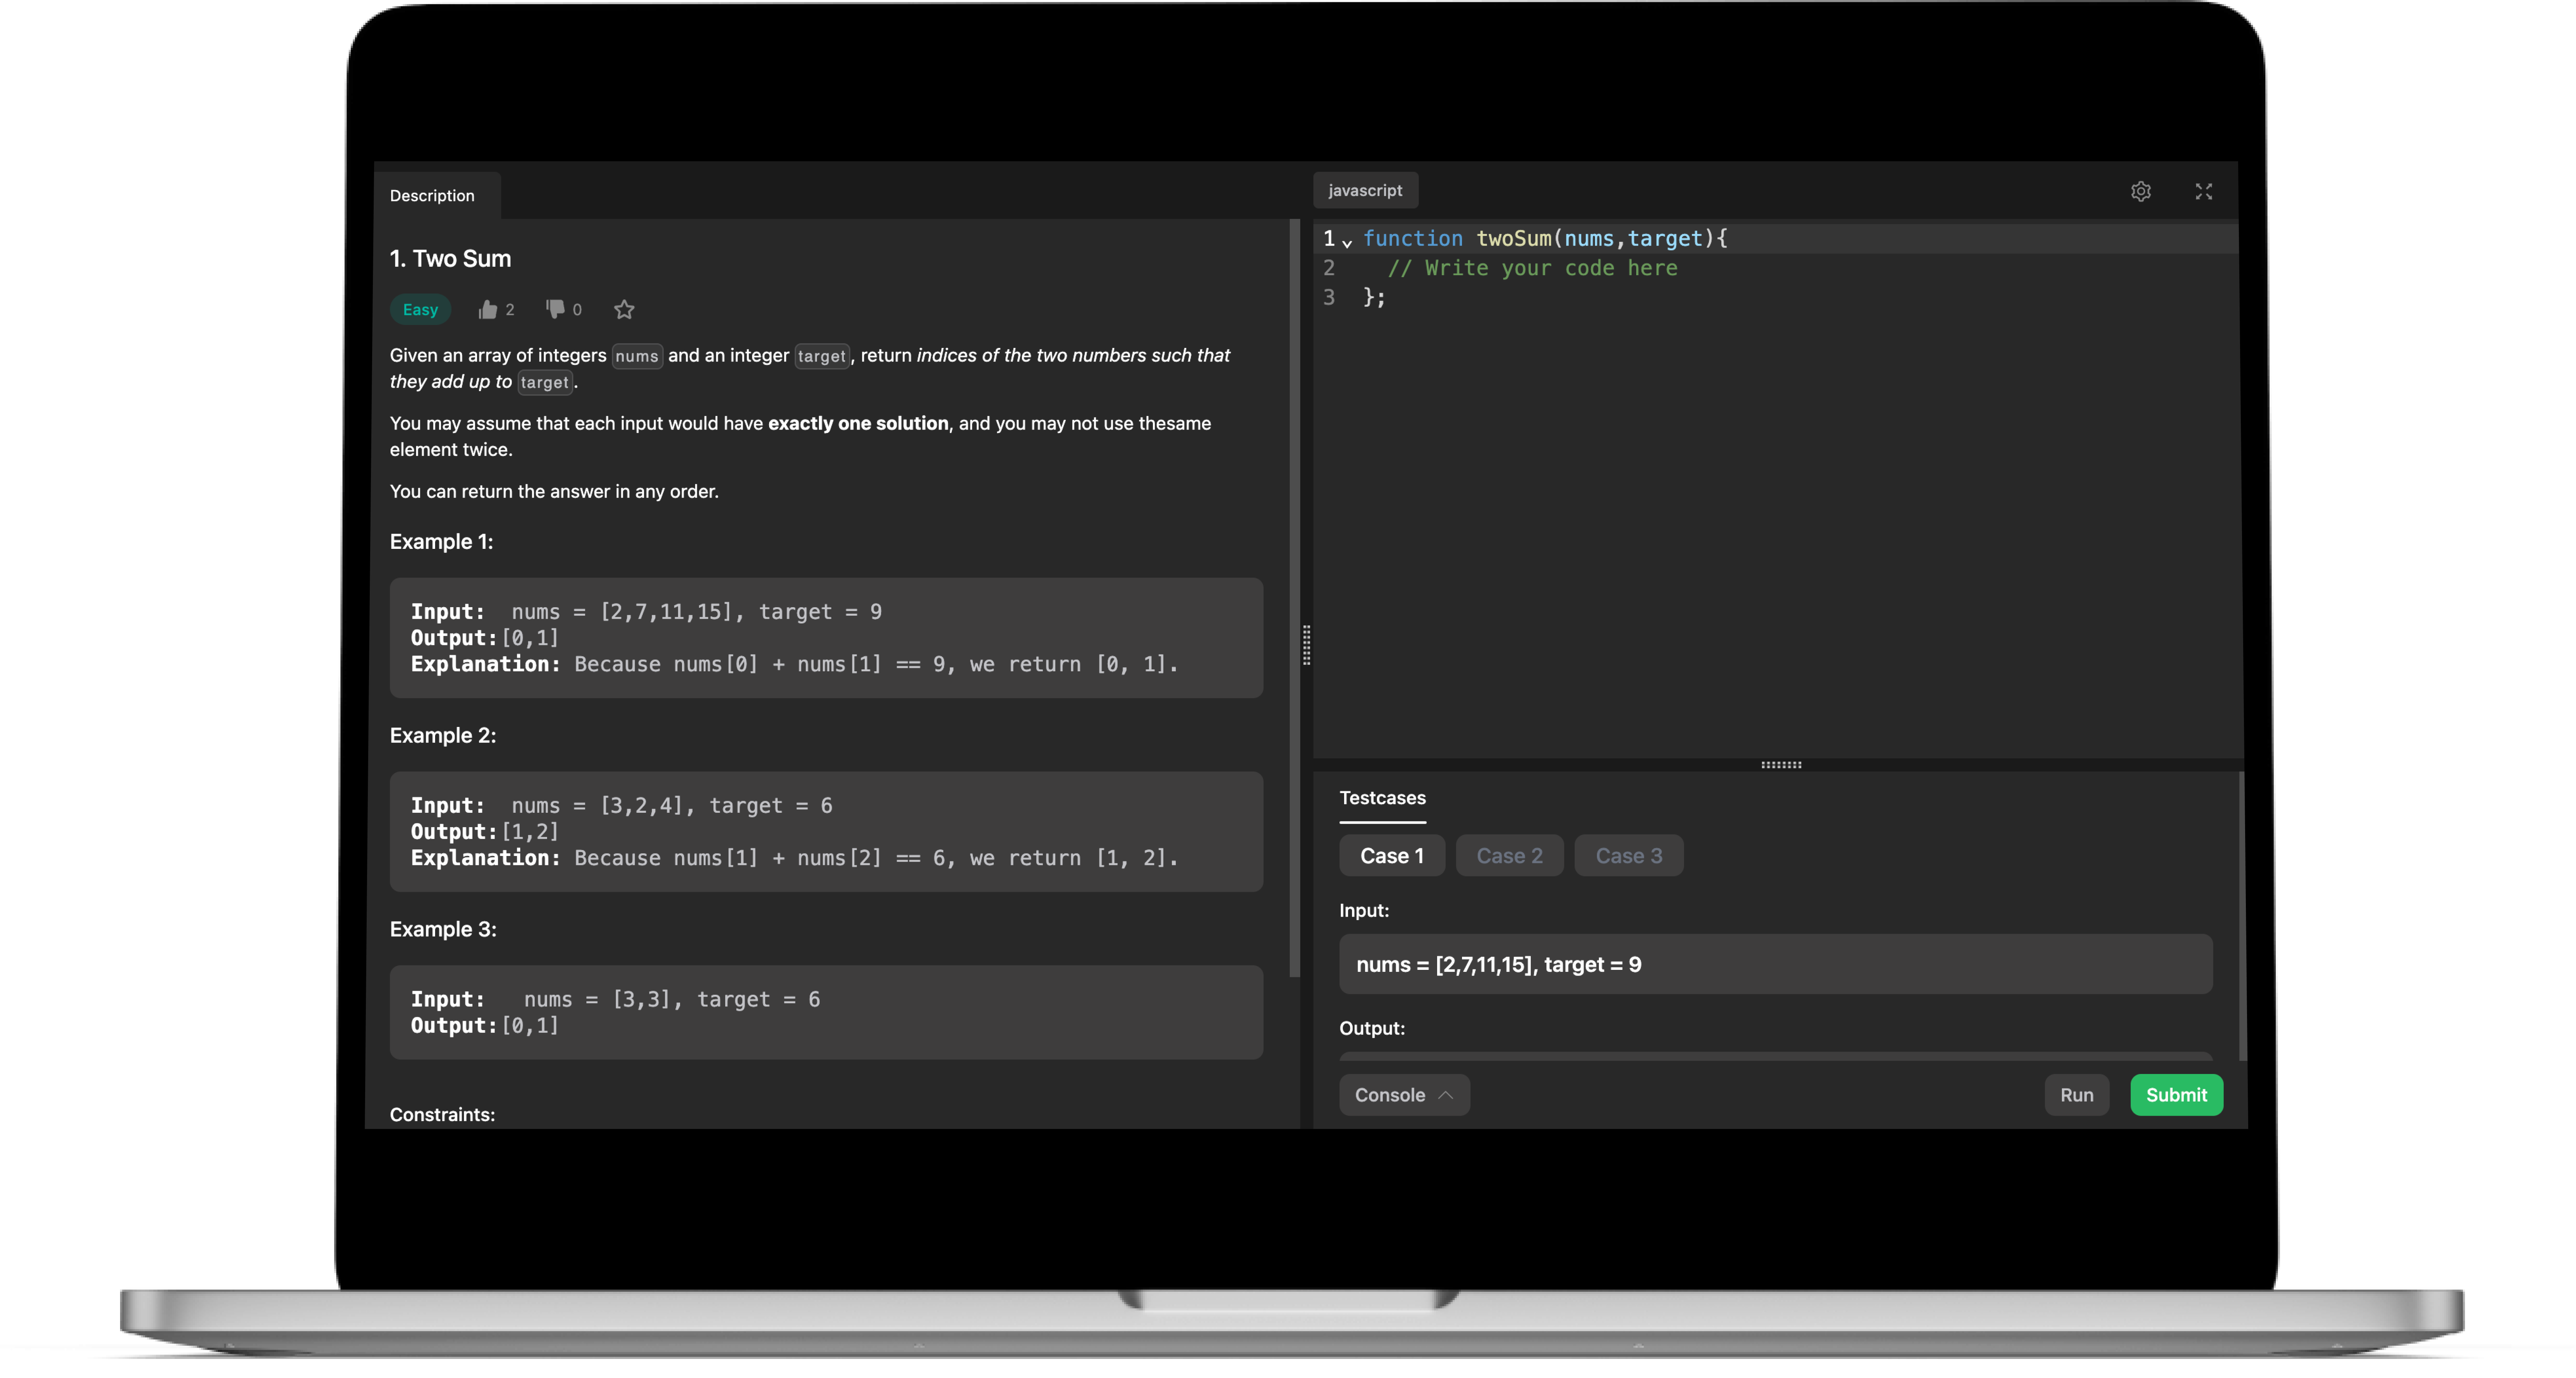 Description
1. Two Sum
Easy 2 0
Given an array of integers nums and an integer target, return indices of the two numbers such that
they add up to target.
You may assume that each input would have exactly one solution, and you may not use thesame
element twice.
You can return the answer in any order.
Example 1:
Input: nums = [2,7,11,15], target = 9
Output:[0,1]
Explanation: Because nums[0] + nums[1] == 9, we return [0, 1].
Example 2:
Input: nums = [3,2,4], target = 6
Output:[1,2]
Explanation: Because nums[1] + nums[2] == 6, we return [1, 2].
Example 3:
Input: nums = [3,3], target = 6
Output:[0,1]
Constraints:
javascript
1 function twoSum(nums,target){
2 // Write your code here
3 };
Testcases
Case 1 Case 2 Case 3
Input:
nums = [2,7,11,15], target = 9
Output:
Console Run Submit